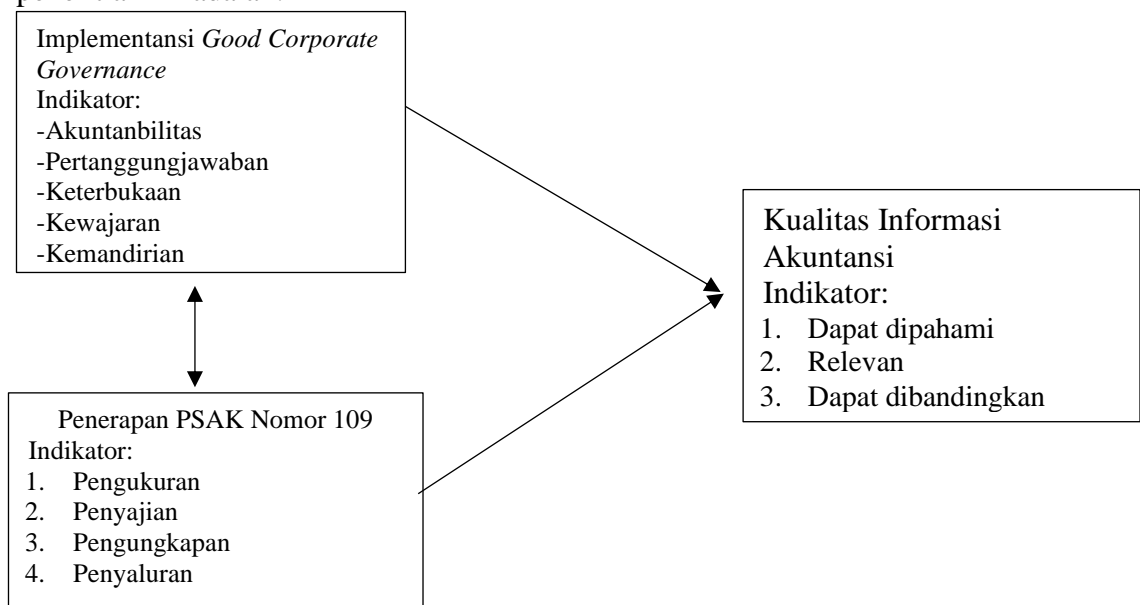 Implementansi Good Corporate
Governance
Indikator:
-Akuntanbilitas
-Pertanggungjawaban
-Keterbukaan
-Kewajaran
-Kemandirian
Kualitas Informasi
Akuntansi
Indikator:
1. Dapat dipahami
2. Relevan
3. Dapat dibandingkan
Penerapan PSAK Nomor 109
Indikator:
1. Pengukuran
2. Penyajian
3. Pengungkapan
4. Penyaluran